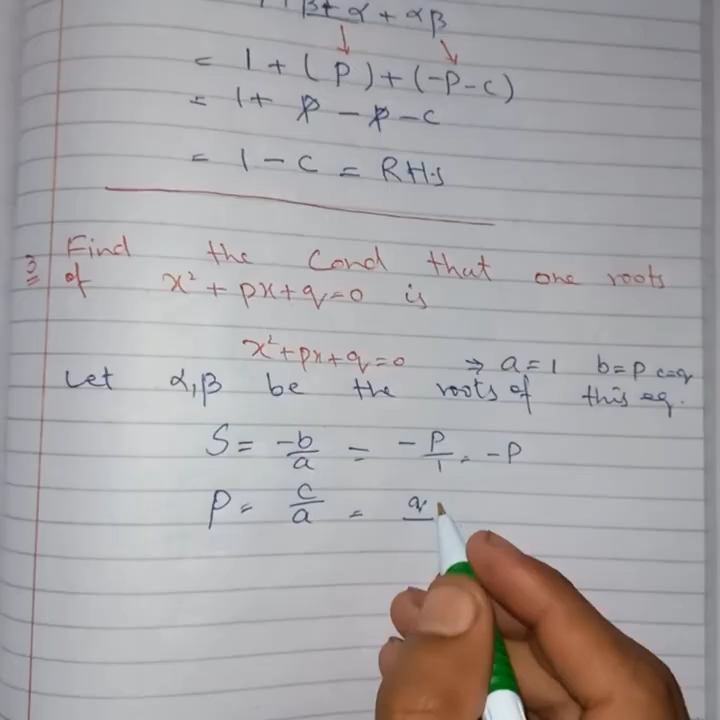 β + α + αβ
= 1 + (P) + (-P - c)
= 1 + p - p - c
= 1 - c = RHS
3 Find the Cond that one roots
of x² + px + q = 0 is
x² + px + q = 0 ⇒ a = 1 b = p c = q
Let α, β be the roots of this eq.
S = -b/a = -P/1 = -P
P = c/a = q